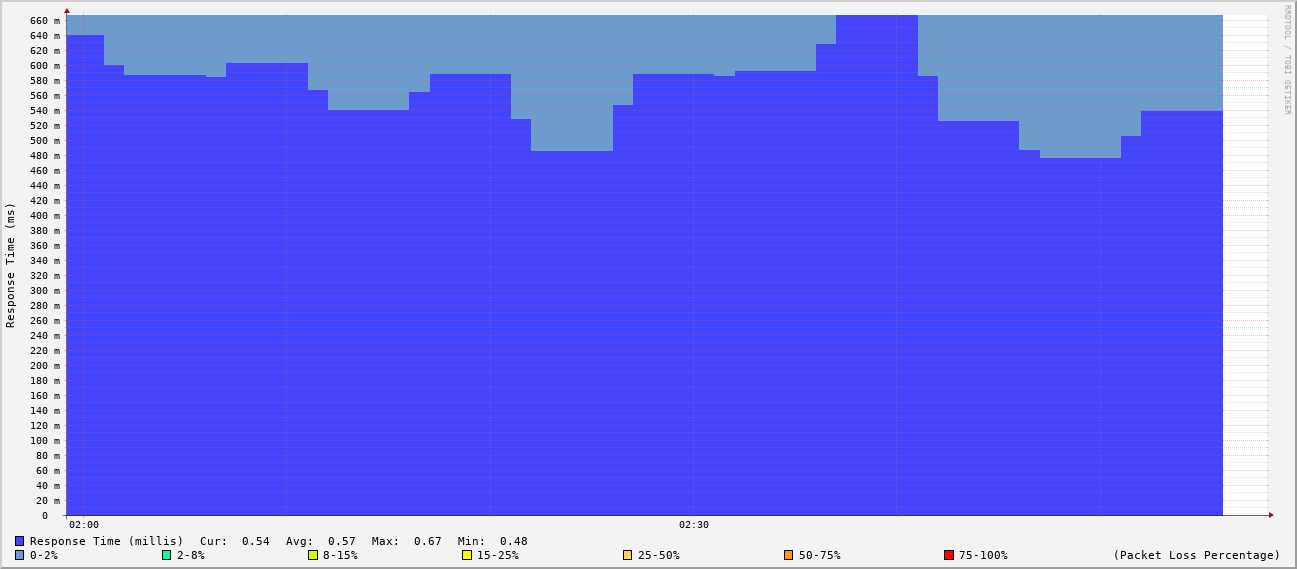 RRDTOOL / TOBI OETIKER
660 m
640 m
620 m
600 m
580 m
560 m
540 m
520 m
500 m
480 m
460 m
440 m
420 m
400 m
380 m
360 m
340 m
320 m
300 m
280 m
260 m
240 m
220 m
200 m
180 m
160 m
140 m
120 m
100 m
80 m
60 m
40 m
20 m
0
Response Time (ms)
02:00 02:30
Response Time (millis) Cur: 0.54 Avg: 0.57 Max: 0.67 Min: 0.48
0-2% 2-8% 8-15% 15-25% 25-50% 50-75% 75-100% (Packet Loss Percentage)